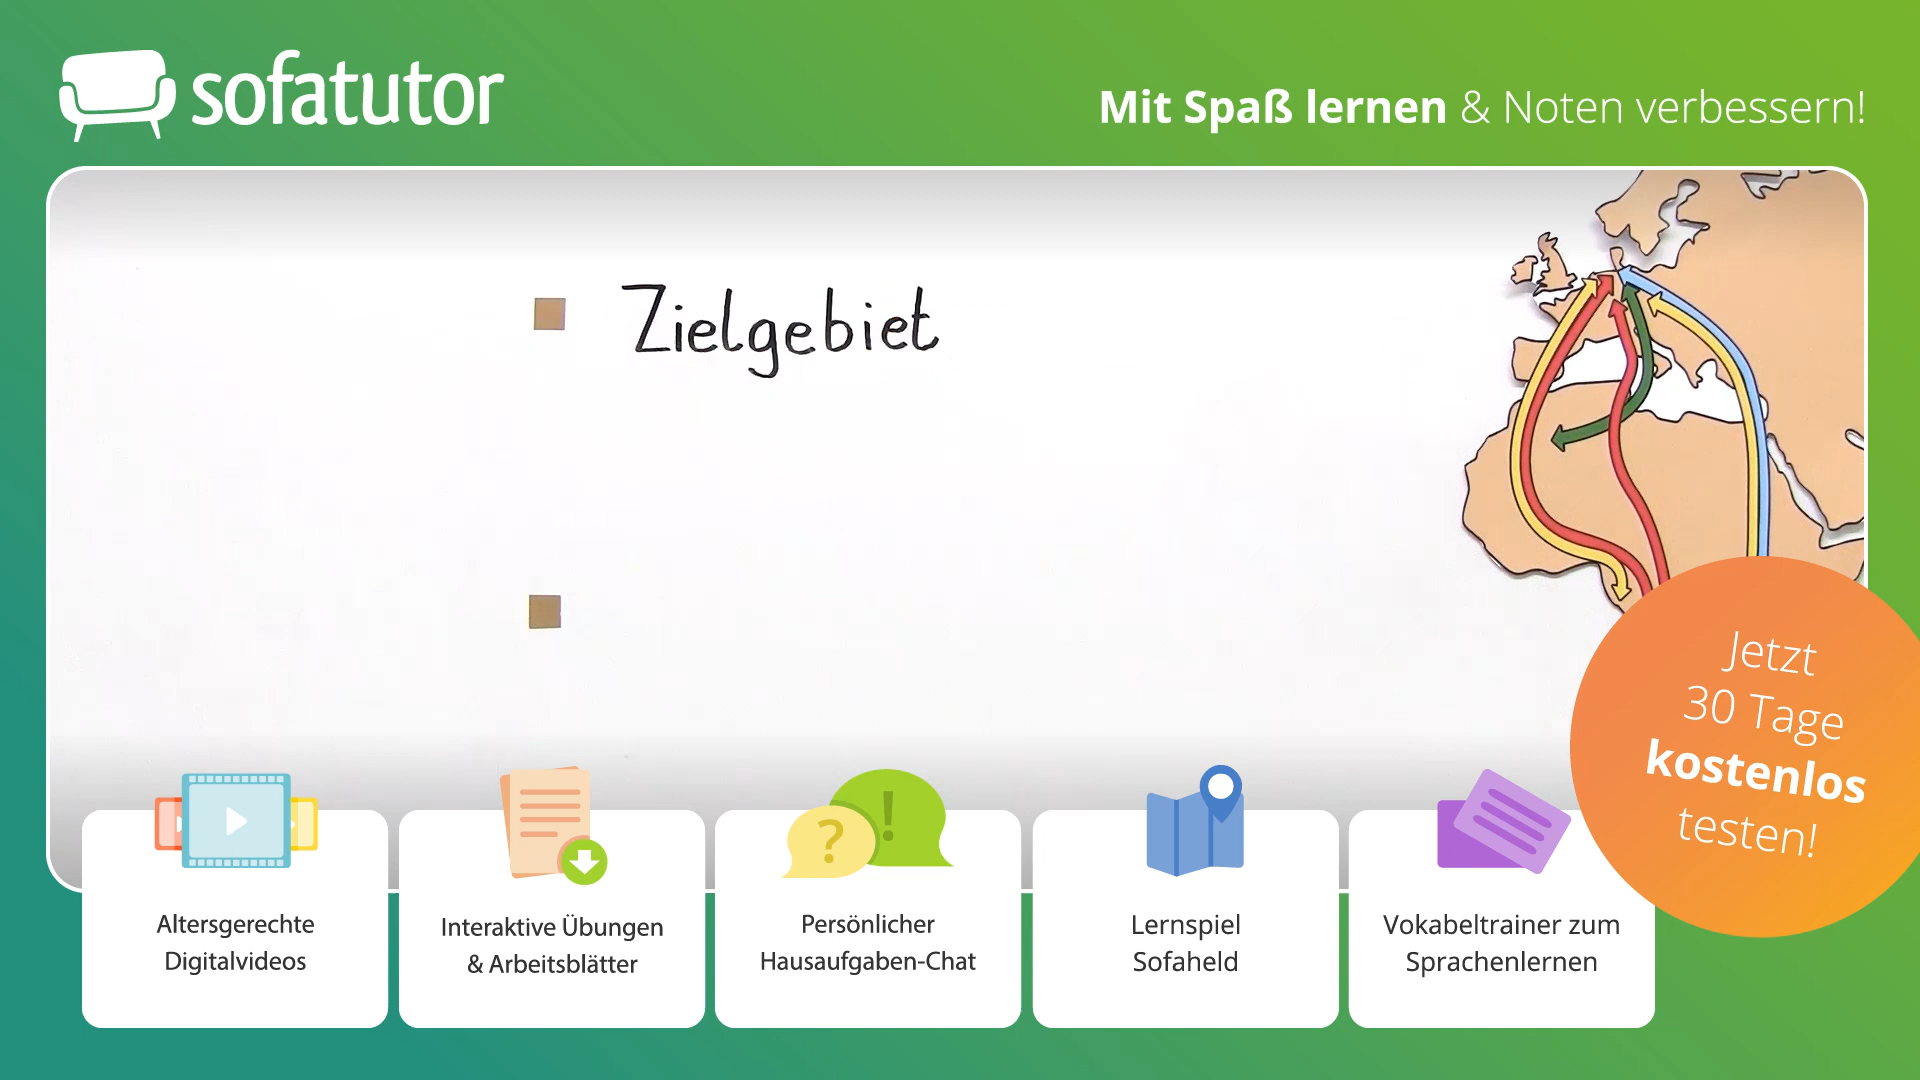 sofatutor
Mit Spaß lernen & Noten verbessern!
Zielgebiet
Jetzt
30 Tage
kostenlos
testen!
?
!
Altersgerechte
Digitalvideos
Interaktive Übungen
& Arbeitsblätter
Persönlicher
Hausaufgaben-Chat
Lernspiel
Sofaheld
Vokabeltrainer zum
Sprachenlernen